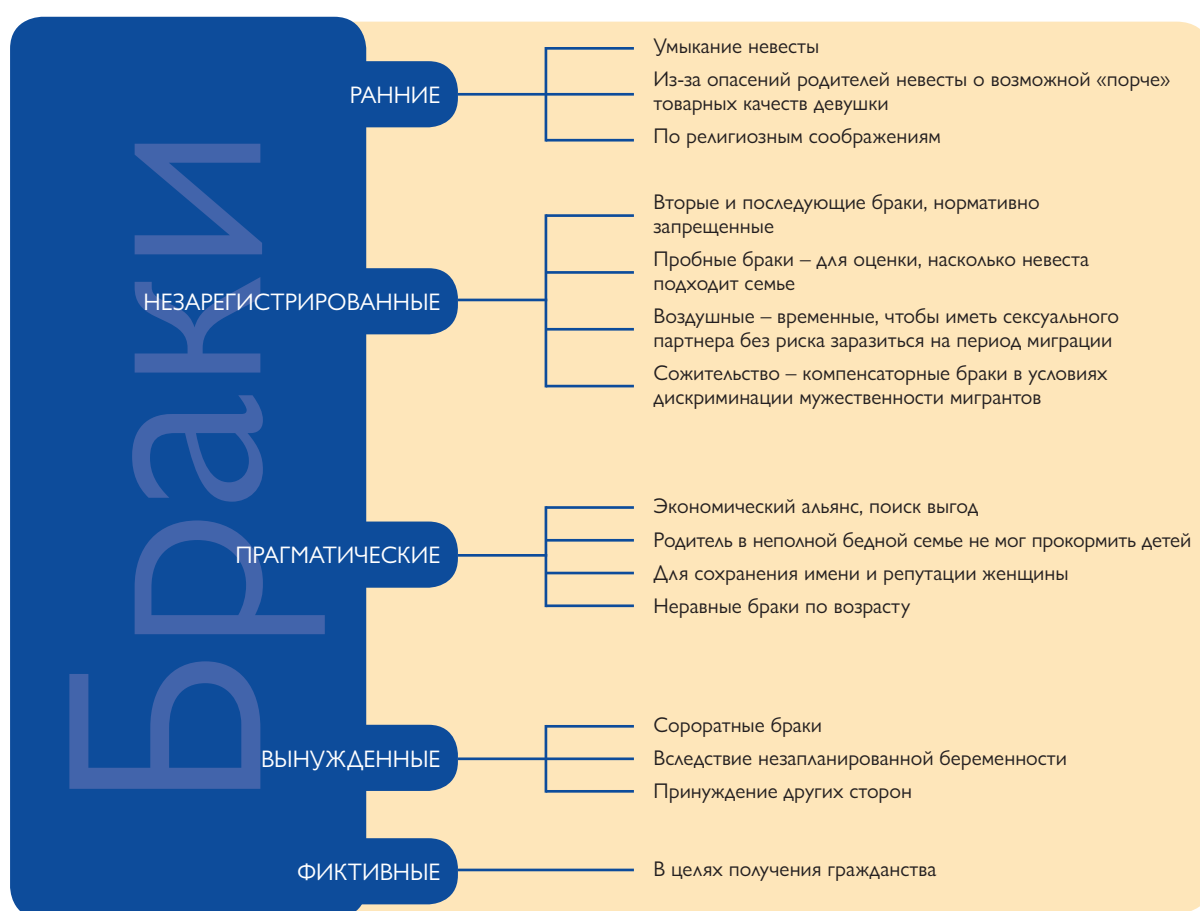 Браки
РАННИЕ
Умыкание невесты
Из-за опасений родителей невесты о возможной «порче»
товарных качеств девушки
По религиозным соображениям
НЕЗАРЕГИСТРИРОВАННЫЕ
Вторые и последующие браки, нормативно
запрещенные
Пробные браки – для оценки, насколько невеста
подходит семье
Воздушные – временные, чтобы иметь сексуального
партнера без риска заразиться на период миграции
Сожительство – компенсаторные браки в условиях
дискриминации мужественности мигрантов
ПРАГМАТИЧЕСКИЕ
Экономический альянс, поиск выгод
Родитель в неполной бедной семье не мог прокормить детей
Для сохранения имени и репутации женщины
Неравные браки по возрасту
ВЫНУЖДЕННЫЕ
Сороратные браки
Вследствие незапланированной беременности
Принуждение других сторон
ФИКТИВНЫЕ
В целях получения гражданства